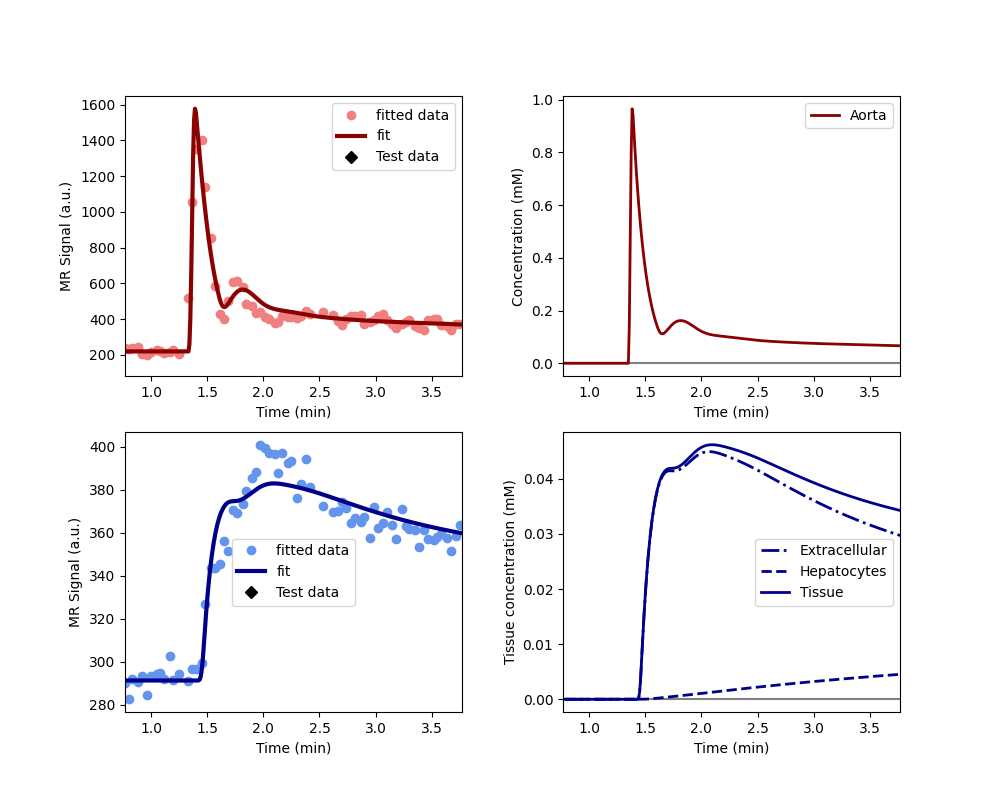 1600
1400
1200
1000
800
600
400
200
MR Signal (a.u.)
fitted data
fit
Test data
1.0 1.5 2.0 2.5 3.0 3.5
Time (min)
1.0
0.8
0.6
0.4
0.2
0.0
Concentration (mM)
Aorta
1.0 1.5 2.0 2.5 3.0 3.5
Time (min)
400
380
360
340
320
300
280
MR Signal (a.u.)
fitted data
fit
Test data
1.0 1.5 2.0 2.5 3.0 3.5
Time (min)
0.04
0.03
0.02
0.01
0.00
Tissue concentration (mM)
Extracellular
Hepatocytes
Tissue
1.0 1.5 2.0 2.5 3.0 3.5
Time (min)